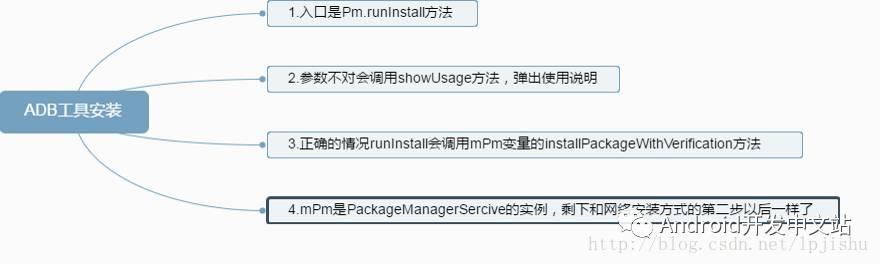 1.入口是Pm.runInstall方法
2.参数不对会调用showUsage方法，弹出使用说明
ADB工具安装
3.正确的情况runInstall会调用mPm变量的installPackageWithVerification方法
4.mPm是PackageManagerSercive的实例，剩下和网络安装方式的第二步以后一样了
Android开发中文站
http://blog.csdn.net/lpjishu